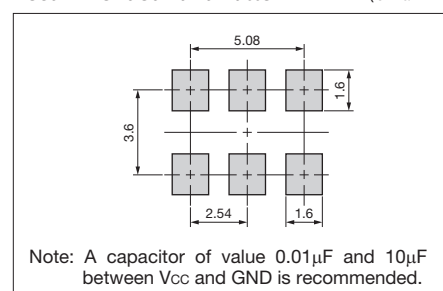 5.08
1.6
3.6
2.54
1.6
Note: A capacitor of value 0.01μF and 10μF
between Vcc and GND is recommended.